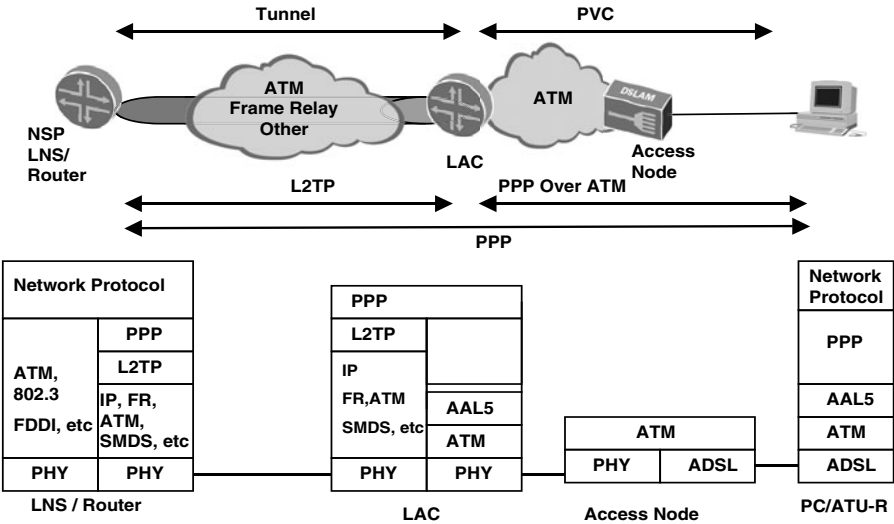 Tunnel
PVC
ATM
Frame Relay
Other
ATM
DSLAM
NSP
LNS/
Router
LAC
Access
Node
L2TP
PPP Over ATM
PPP
Network Protocol
ATM,
802.3
FDDI, etc
PPP
L2TP
IP, FR,
ATM,
SMDS, etc
PHY
PHY
LNS / Router
PPP
L2TP
IP
FR,ATM
SMDS, etc
AAL5
ATM
PHY
PHY
LAC
ATM
PHY
ADSL
Access Node
Network
Protocol
PPP
AAL5
ATM
ADSL
PC/ATU-R